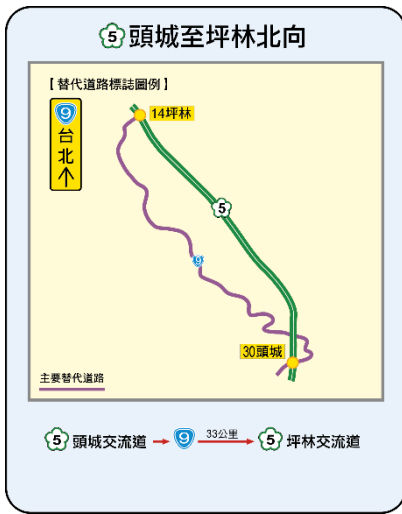 5 頭城至坪林北向
【替代道路標誌圖例】
9
台
北
↑
14坪林
5
9
30頭城
主要替代道路
5 頭城交流道 → 9 33公里 → 5 坪林交流道